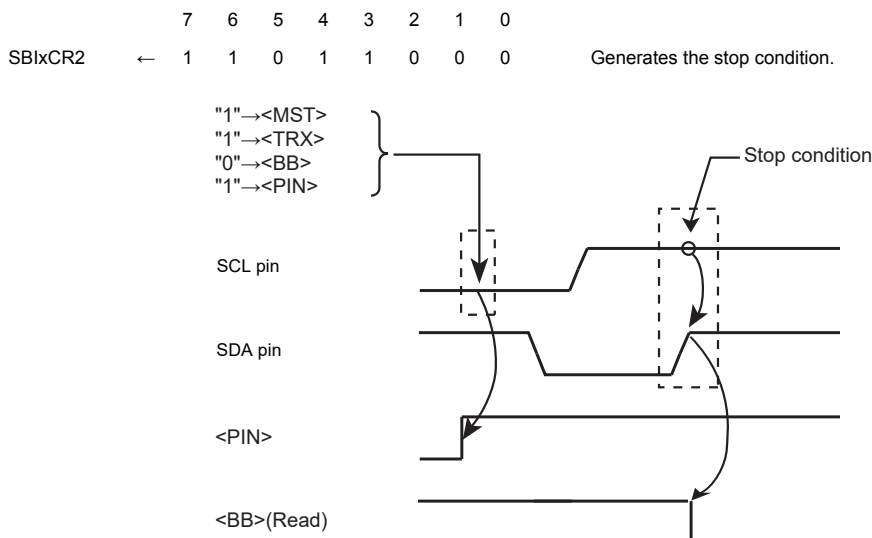 7 6 5 4 3 2 1 0
SBIxCR2 ← 1 1 0 1 1 0 0 0 Generates the stop condition.
"1"→<MST>
"1"→<TRX>
"0"→<BB>
"1"→<PIN>
Stop condition
SCL pin
SDA pin
<PIN>
<BB>(Read)